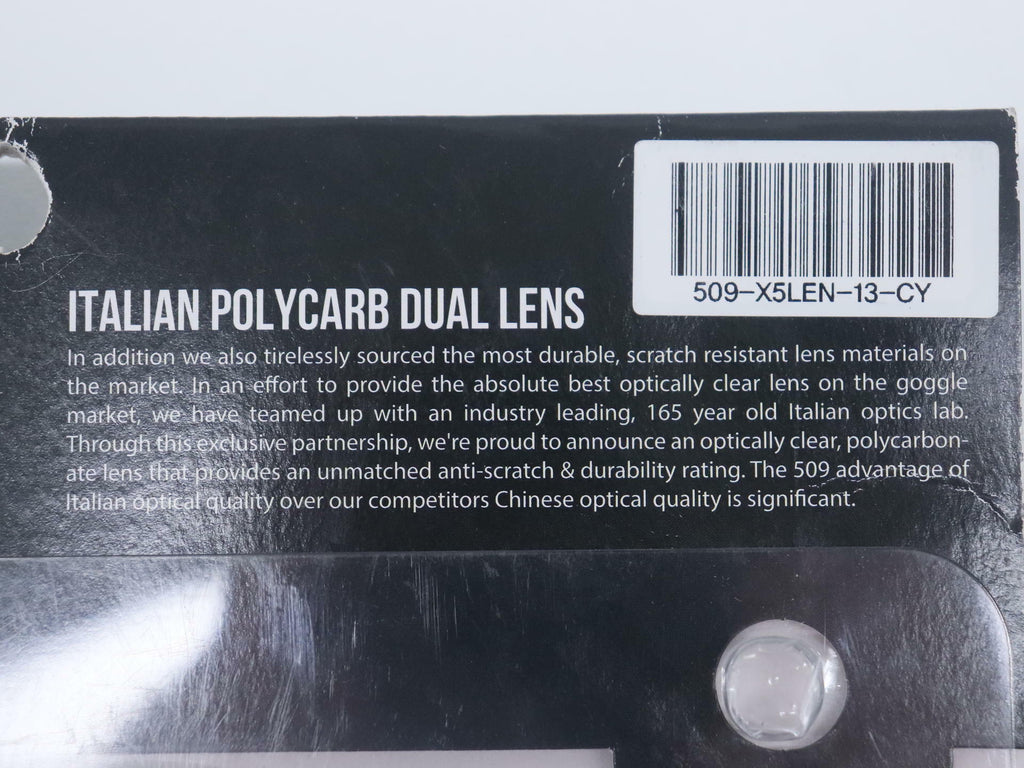 509-X5LEN-13-CY
ITALIAN POLYCARB DUAL LENS
In addition we also tirelessly sourced the most durable, scratch resistant lens materials on
the market. In an effort to provide the absolute best optically clear lens on the goggle
market, we have teamed up with an industry leading, 165 year old Italian optics lab.
Through this exclusive partnership, we're proud to announce an optically clear, polycarbon-
ate lens that provides an unmatched anti-scratch & durability rating. The 509 advantage of
Italian optical quality over our competitors Chinese optical quality is significant.